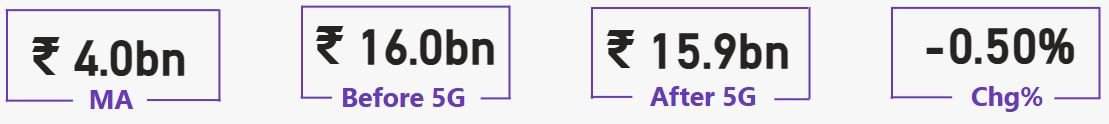 ₹ 4.0bn
MA
₹ 16.0bn
Before 5G
₹ 15.9bn
After 5G
-0.50%
Chg%